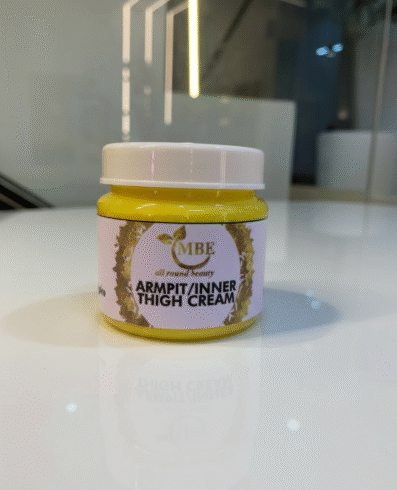 MBE
all round beauty
ARMPIT/INNER
THIGH CREAM